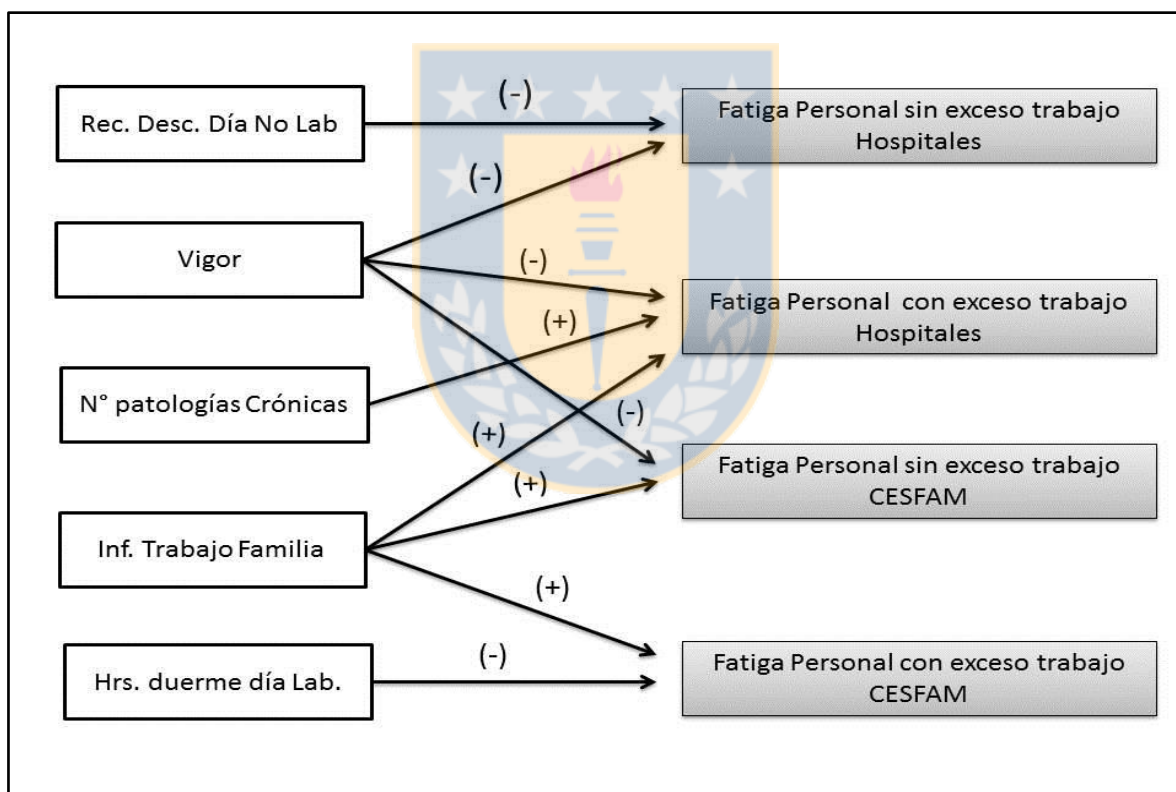 Rec. Desc. Día No Lab
(-)
Fatiga Personal sin exceso trabajo
Hospitales
(-)
Vigor
(-)
Fatiga Personal  con exceso trabajo
Hospitales
(+)
N° patologías Crónicas
(-)
(+)
Fatiga Personal sin exceso trabajo
CESFAM
(+)
Inf. Trabajo Familia
(+)
Hrs. duerme día Lab.
(-)
Fatiga Personal con exceso trabajo
CESFAM